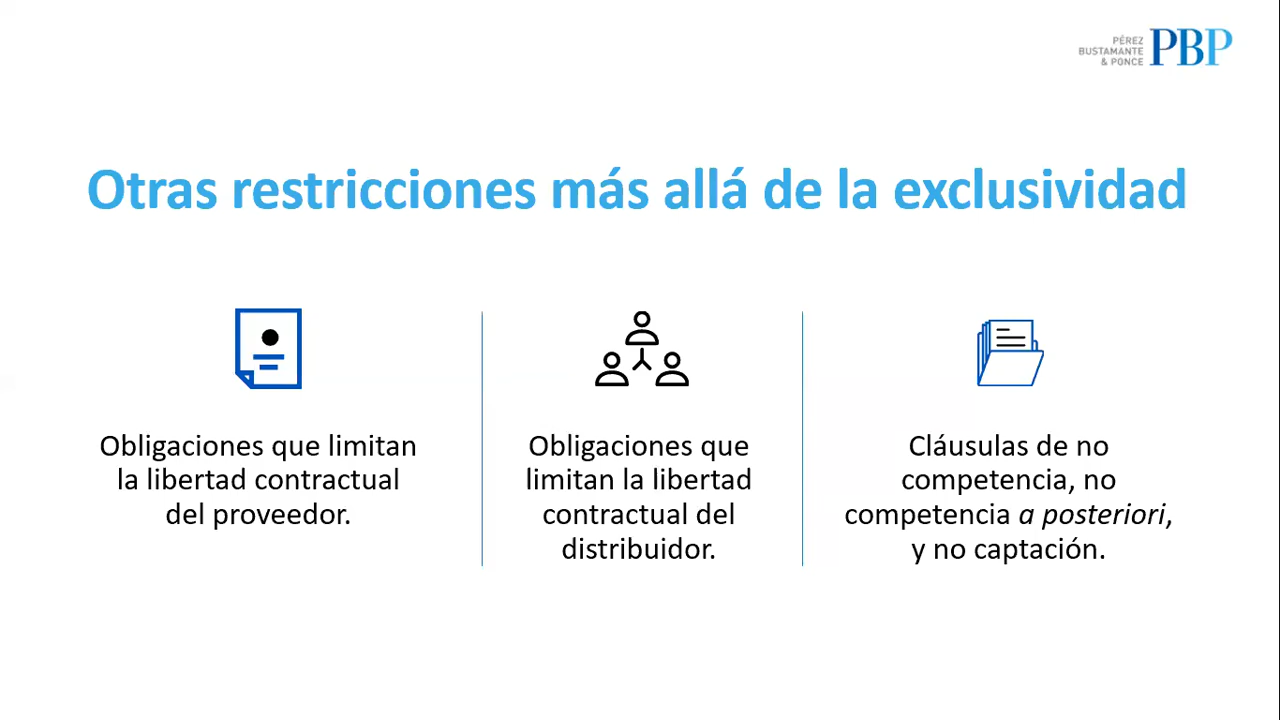 PÉREZ
BUSTAMANTE
& PONCE
PBP
Otras restricciones más allá de la exclusividad
Obligaciones que limitan
la libertad contractual
del proveedor.
Obligaciones que
limitan la libertad
contractual del
distribuidor.
Cláusulas de no
competencia, no
competencia a posteriori,
y no captación.